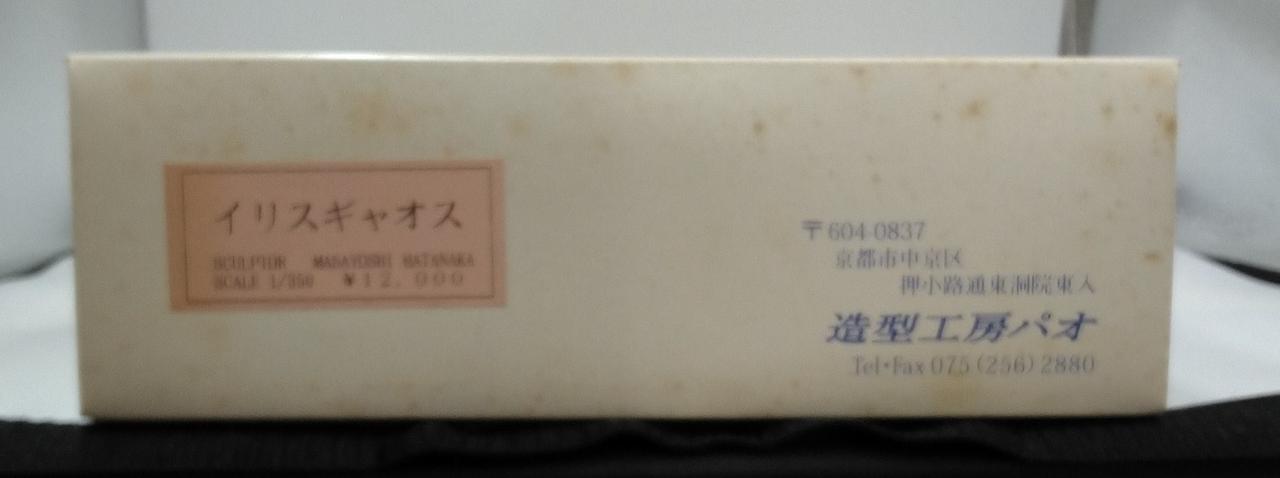 イリスギャオス
SCULPTOR MASAYOSHI HATANAKA
SCALE 1/350 ¥12,000
〒604-0837
京都市中京区
押小路通東洞院東入
造型工房パオ
Tel・Fax 075(256)2880